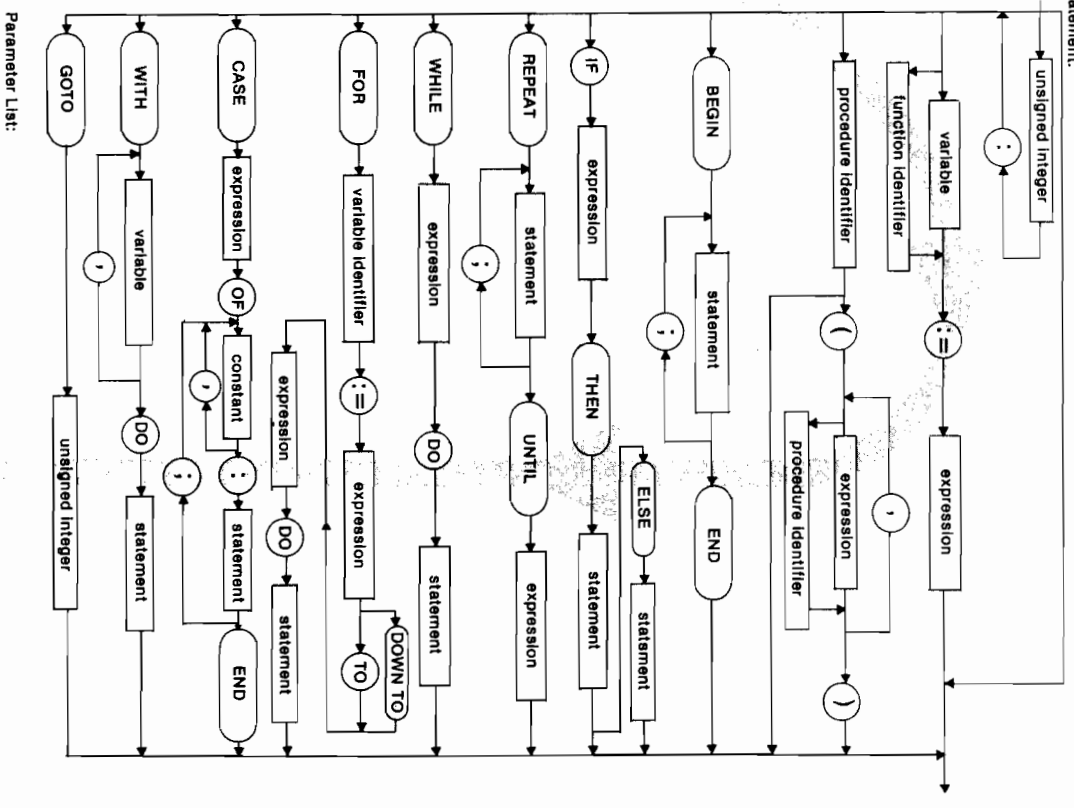 atement:
unsigned integer
:
variable := expression
function identifier
,
procedure identifier ( expression )
procedure identifier
BEGIN statement END
;
ELSE statement
IF expression THEN statement
REPEAT statement UNTIL expression
;
WHILE expression DO statement
DOWN TO
FOR variable identifier := expression TO
expression DO statement
CASE expression OF constant : statement END
,
;
WITH variable DO statement
,
GOTO unsigned integer
Parameter List: